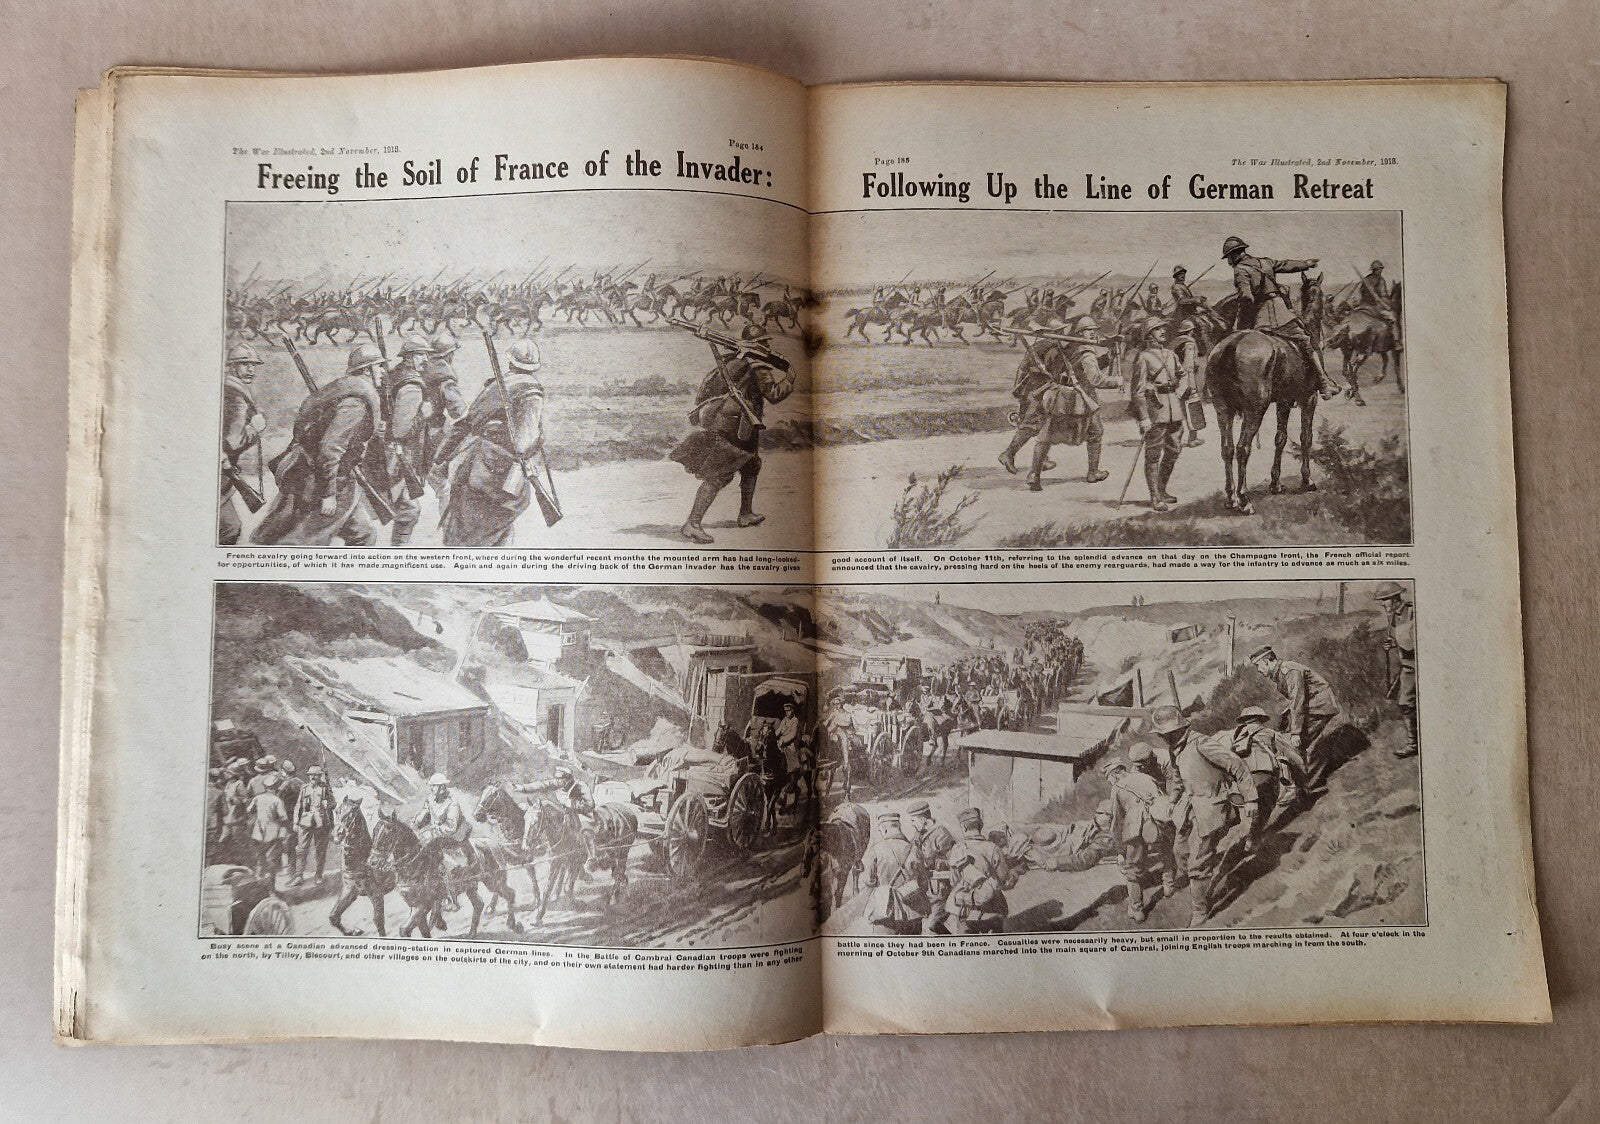 The War Illustrated, 2nd November, 1918.
Page 184
Freeing the Soil of France of the Invader:
Page 185
The War Illustrated, 2nd November, 1918.
Following Up the Line of German Retreat
French cavalry going forward into action on the western front, where during the wonderful recent months the mounted arm has had long-looked-
for opportunities, of which it has made magnificent use. Again and again during the driving back of the German invader has the cavalry given
good account of itself. On October 11th, referring to the splendid advance on that day on the Champagne front, the French official report
announced that the cavalry, pressing hard on the heels of the enemy rearguards, had made a way for the infantry to advance as much as six miles.
Busy scene at a Canadian advanced dressing-station in captured German lines. In the Battle of Cambrai Canadian troops were fighting
on the north, by Tilloy, Blecourt, and other villages on the outskirts of the city, and on their own statement had harder fighting than in any other
battle since they had been in France. Casualties were necessarily heavy, but small in proportion to the results obtained. At four o'clock in the
morning of October 9th Canadians marched into the main square of Cambrai, joining English troops marching in from the south.